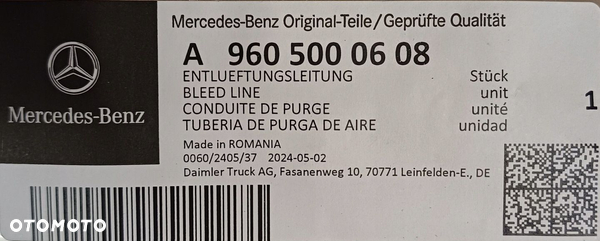 Mercedes-Benz Original-Teile/Geprüfte Qualität
A 960 500 06 08
ENTLUEFTUNGSLEITUNG Stück
BLEED LINE unit
CONDUITE DE PURGE unité
TUBERIA DE PURGA DE AIRE unidad
1
Mercedes-Benz
Made in ROMANIA
0060/2405/37 2024-05-02
Daimler Truck AG, Fasanenweg 10, 70771 Leinfelden-E., DE
OTOMOTO